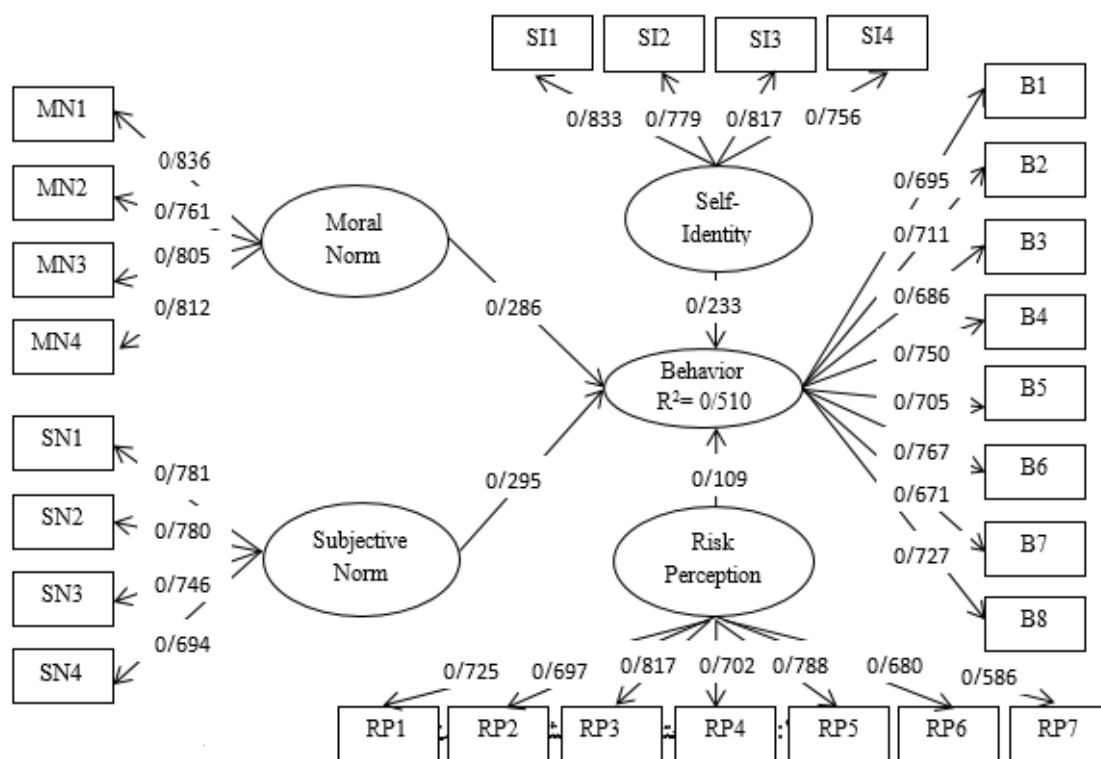 SI1
SI2
SI3
SI4
0/833
0/779
0/817
0/756
MN1
MN2
MN3
MN4
0/836
0/761
0/805
0/812
Moral
Norm
Self-
Identity
0/286
0/233
Behavior
R²= 0/510
0/295
0/109
SN1
SN2
SN3
SN4
0/781
0/780
0/746
0/694
Subjective
Norm
Risk
Perception
B1
B2
B3
B4
B5
B6
B7
B8
0/695
0/711
0/686
0/750
0/705
0/767
0/671
0/727
0/725
0/697
0/817
0/702
0/788
0/680
0/586
RP1
RP2
RP3
RP4
RP5
RP6
RP7